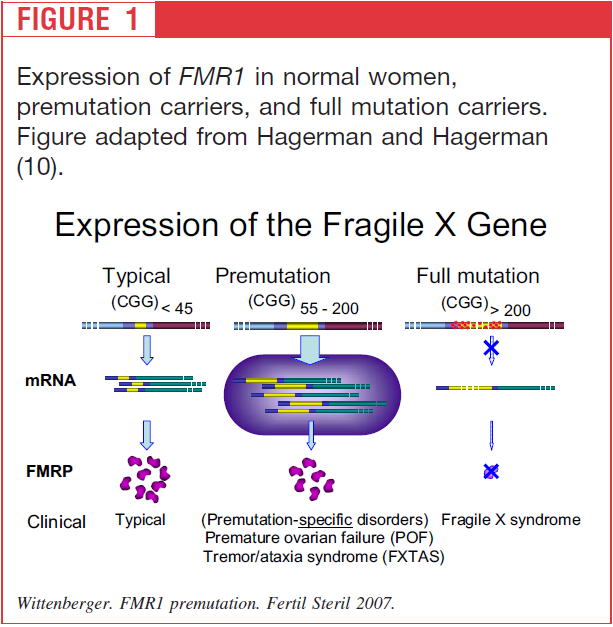 FIGURE 1
Expression of FMR1 in normal women,
premutation carriers, and full mutation carriers.
Figure adapted from Hagerman and Hagerman
(10).
Expression of the Fragile X Gene
Typical Premutation Full mutation
(CGG) < 45 (CGG) 55 - 200 (CGG) > 200
mRNA
FMRP
Clinical Typical (Premutation-specific disorders) Fragile X syndrome
Premature ovarian failure (POF)
Tremor/ataxia syndrome (FXTAS)
Wittenberger. FMR1 premutation. Fertil Steril 2007.